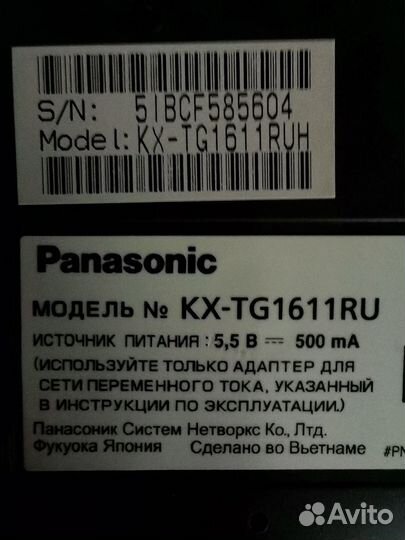 S/N: 5IBCF585604
Model: KX-TG1611RUH
Panasonic
МОДЕЛЬ № KX-TG1611RU
ИСТОЧНИК ПИТАНИЯ: 5,5 В ⎓ 500 mA
(ИСПОЛЬЗУЙТЕ ТОЛЬКО АДАПТЕР ДЛЯ
СЕТИ ПЕРЕМЕННОГО ТОКА, УКАЗАННЫЙ
В ИНСТРУКЦИИ ПО ЭКСПЛУАТАЦИИ.)
Панасоник Систем Нетворкс Ко., Лтд.
Фукуока Япония Сделано во Вьетнаме
Avito